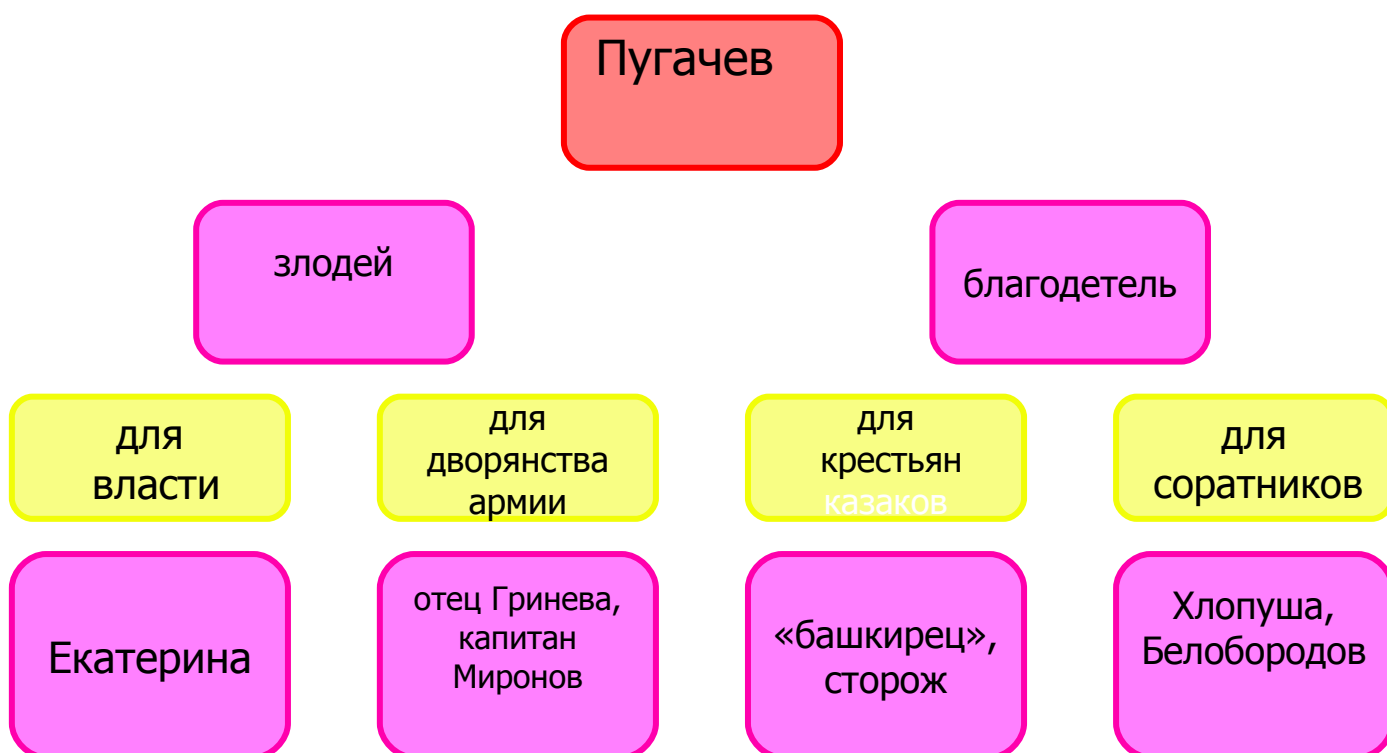 Пугачев
злодей
благодетель
для
власти
для
дворянства
армии
для
крестьян
казаков
для
соратников
Екатерина
отец Гринева,
капитан
Миронов
«башкирец»,
сторож
Хлопуша,
Белобородов